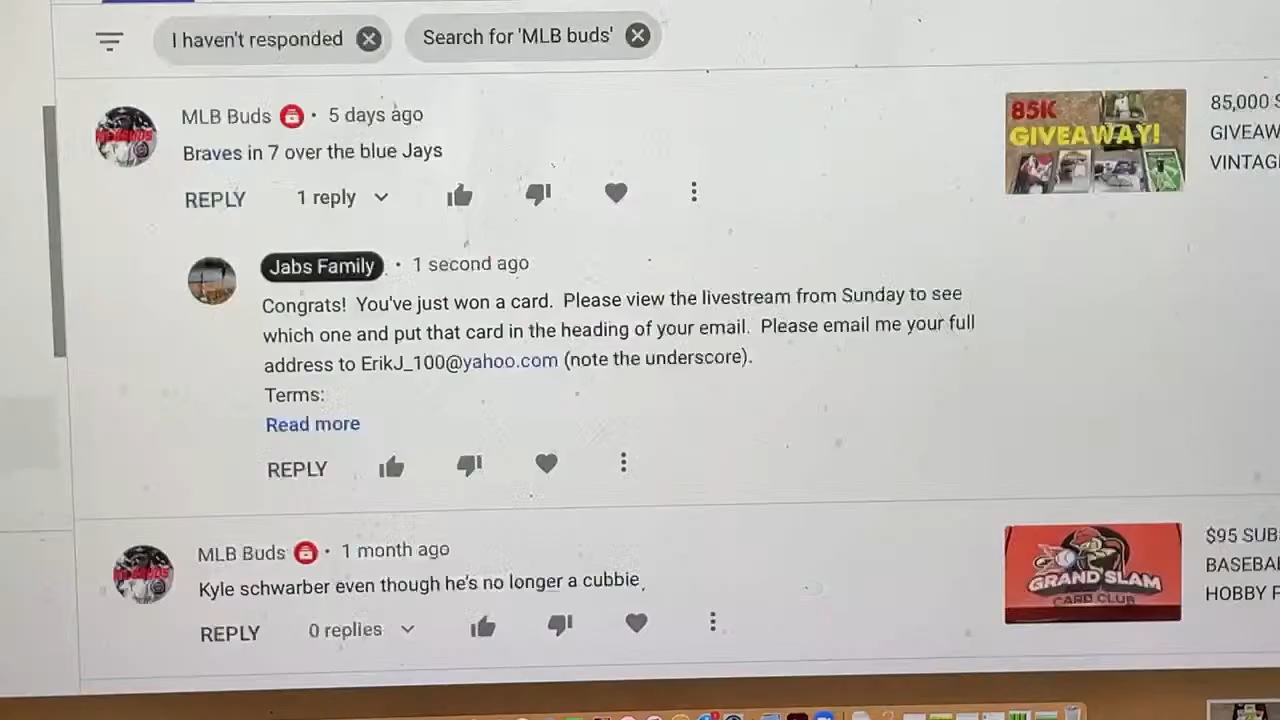 I haven't responded
Search for 'MLB buds'
MLB Buds • 5 days ago
Braves in 7 over the blue Jays
REPLY 1 reply
85K
GIVEAWAY!
85,000
GIVEAW
VINTAG
Jabs Family • 1 second ago
Congrats! You've just won a card. Please view the livestream from Sunday to see
which one and put that card in the heading of your email. Please email me your full
address to ErikJ_100@yahoo.com (note the underscore).
Terms:
Read more
REPLY
MLB Buds • 1 month ago
Kyle schwarber even though he's no longer a cubbie,
REPLY 0 replies
GRAND SLAM
CARD CLUB
$95 SUB
BASEBAL
HOBBY F